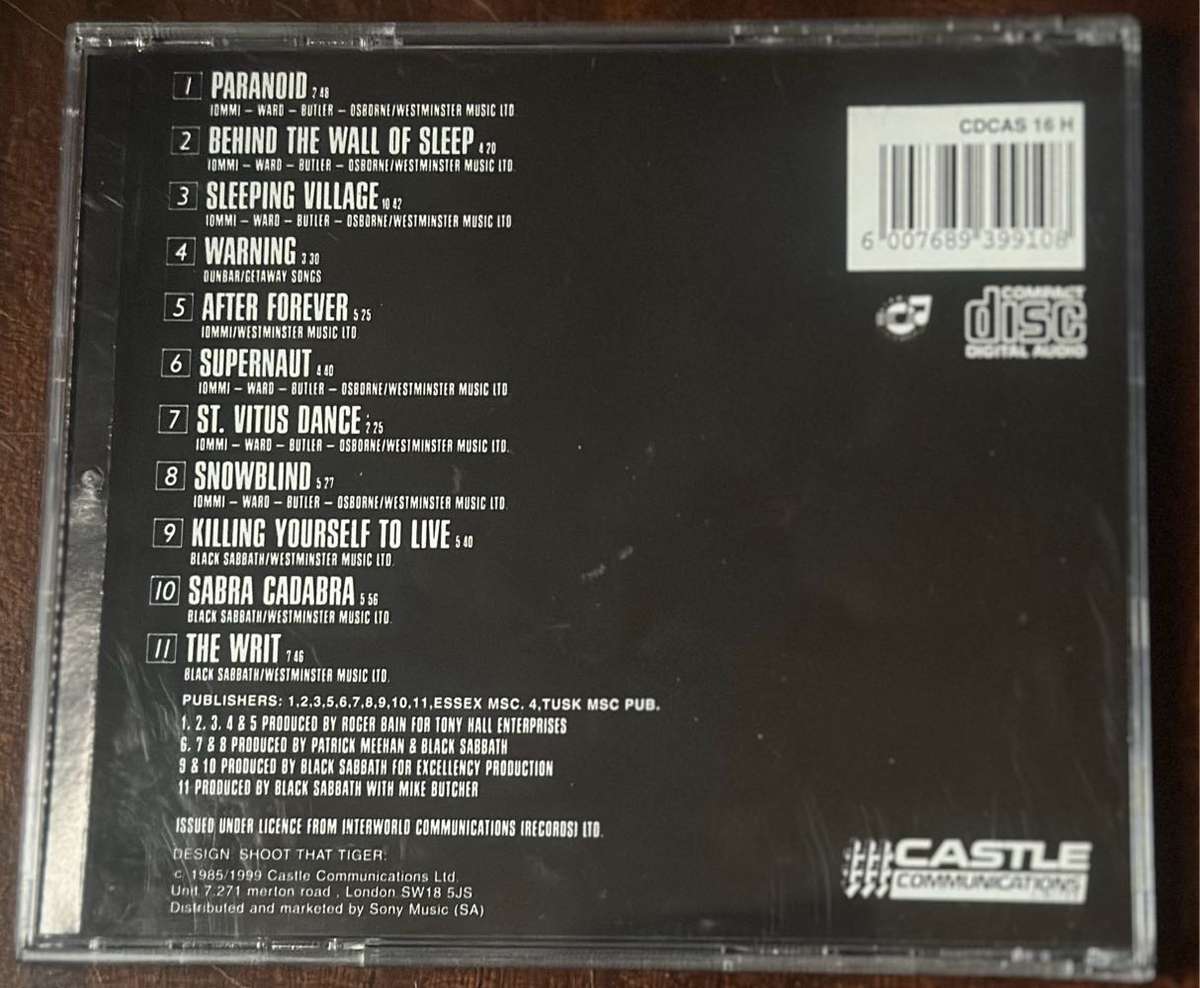 1 PARANOID 2 48
IOMMI – WARD – BUTLER – OSBORNE/WESTMINSTER MUSIC LTD
2 BEHIND THE WALL OF SLEEP 4 20
IOMMI – WARD – BUTLER – OSBORNE/WESTMINSTER MUSIC LTD.
3 SLEEPING VILLAGE 10 42
IOMMI – WARD – BUTLER – OSBORNE/WESTMINSTER MUSIC LTD
4 WARNING 3 30
DUNBAR/GETAWAY SONGS
5 AFTER FOREVER 5 25
IOMMI/WESTMINSTER MUSIC LTD
6 SUPERNAUT 4 40
IOMMI – WARD – BUTLER – OSBORNE/WESTMINSTER MUSIC LTD
7 ST. VITUS DANCE 2 25
IOMMI – WARD – BUTLER – OSBORNE/WESTMINSTER MUSIC LTD.
8 SNOWBLIND 5 27
IOMMI – WARD – BUTLER – OSBORNE/WESTMINSTER MUSIC LTD.
9 KILLING YOURSELF TO LIVE 5 40
BLACK SABBATH/WESTMINSTER MUSIC LTD.
10 SABRA CADABRA 5 56
BLACK SABBATH/WESTMINSTER MUSIC LTD.
11 THE WRIT 7 46
BLACK SABBATH/WESTMINSTER MUSIC LTD.
PUBLISHERS: 1,2,3,5,6,7,8,9,10,11,ESSEX MSC. 4,TUSK MSC PUB.
1. 2. 3. 4 & 5 PRODUCED BY ROGER BAIN FOR TONY HALL ENTERPRISES
6. 7 & 8 PRODUCED BY PATRICK MEEHAN & BLACK SABBATH
9 & 10 PRODUCED BY BLACK SABBATH FOR EXCELLENCY PRODUCTION
11 PRODUCED BY BLACK SABBATH WITH MIKE BUTCHER
ISSUED UNDER LICENCE FROM INTERWORLD COMMUNICATIONS (RECORDS) LTD.
DESIGN: SHOOT THAT TIGER:
© 1985/1999 Castle Communications Ltd.
Unit 7,271 merton road , London SW18 5JS
Distributed and marketed by Sony Music (SA)
CDCAS 16 H
6 007689 399108
COMPACT
disc
DIGITAL AUDIO
CASTLE
COMMUNICATIONS